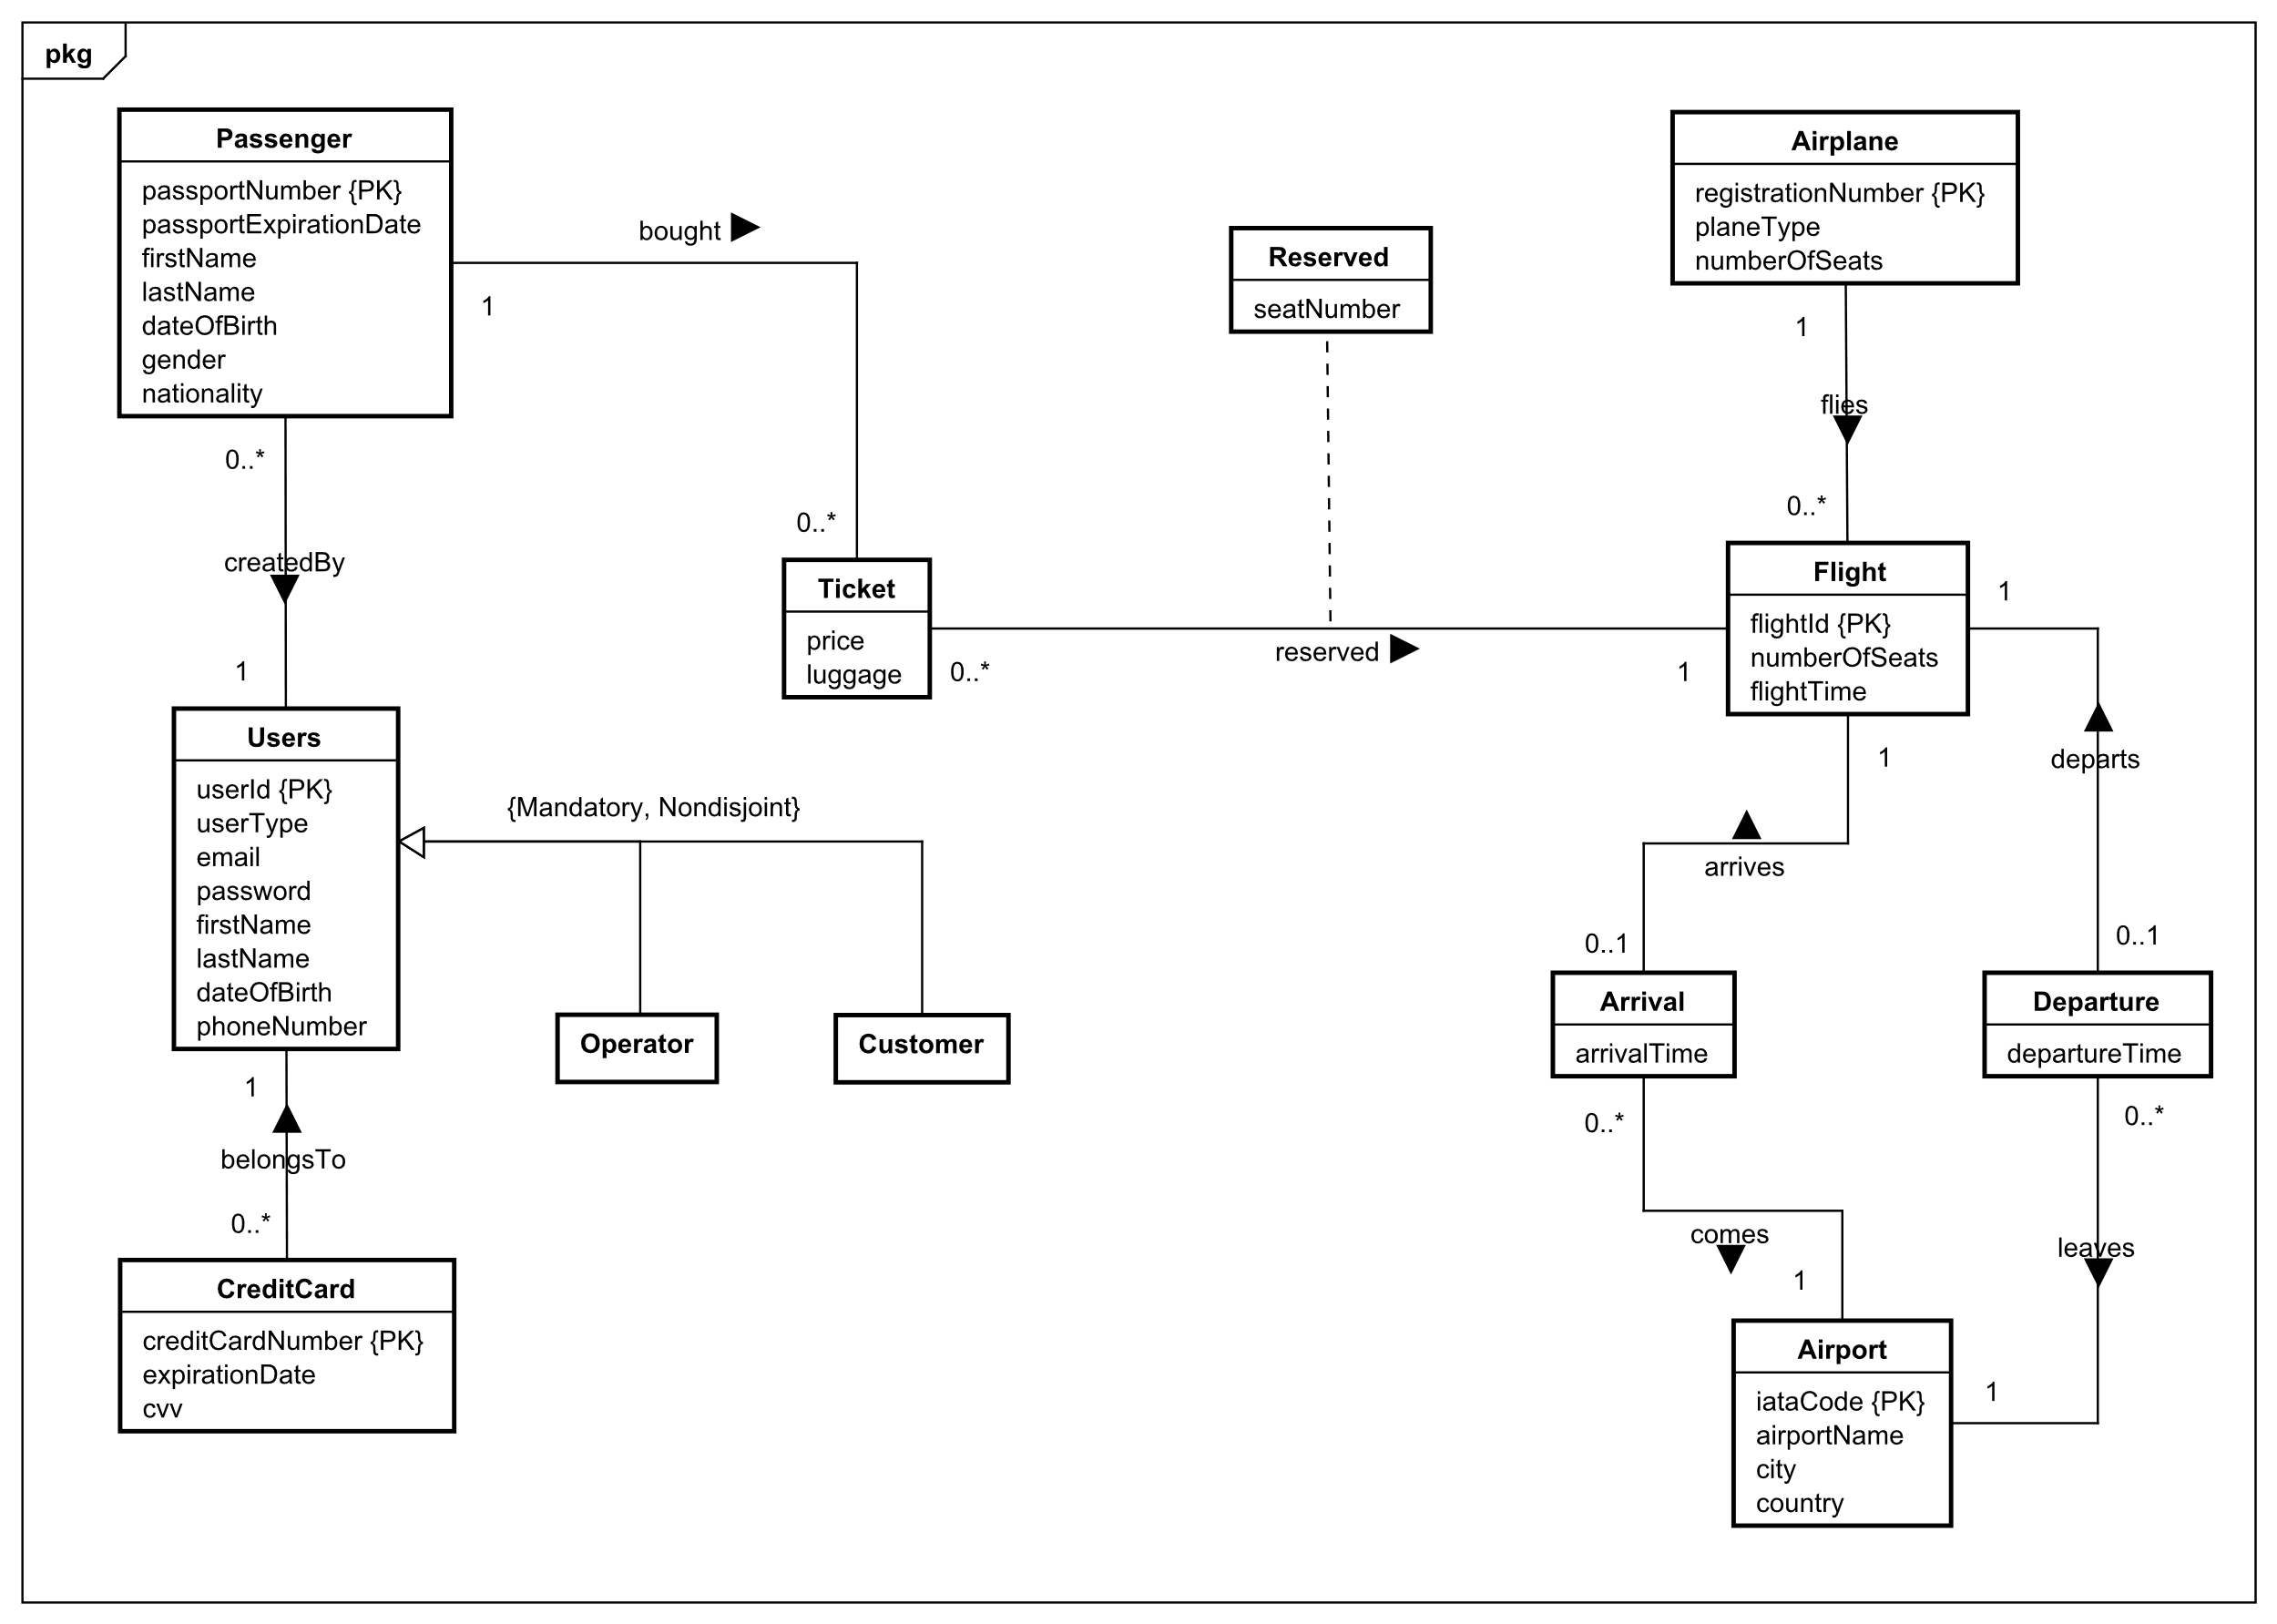 pkg
Passenger
passportNumber {PK}
passportExpirationDate
firstName
lastName
dateOfBirth
gender
nationality
bought
1
0..*
Reserved
seatNumber
Airplane
registrationNumber {PK}
planeType
numberOfSeats
1
flies
0..*
0..*
createdBy
1
Ticket
price
luggage
0..*
reserved
1
Flight
flightId {PK}
numberOfSeats
flightTime
1
1
departs
arrives
0..1
0..1
Users
userId {PK}
userType
email
password
firstName
lastName
dateOfBirth
phoneNumber
{Mandatory, Nondisjoint}
Operator
Customer
Arrival
arrivalTime
Departure
departureTime
1
belongsTo
0..*
0..*
0..*
comes
leaves
1
1
CreditCard
creditCardNumber {PK}
expirationDate
cvv
Airport
iataCode {PK}
airportName
city
country